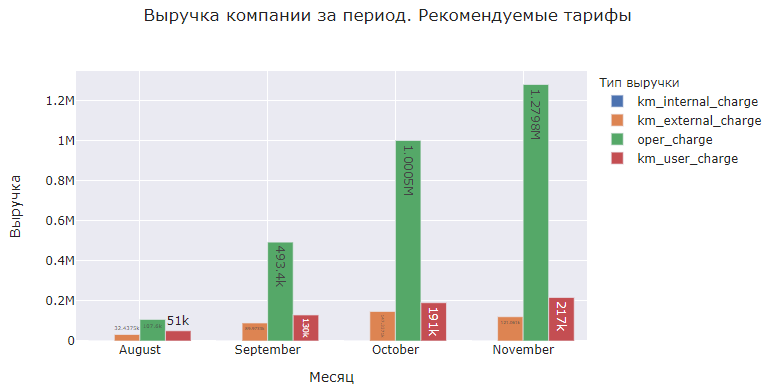 Выручка компании за период. Рекомендуемые тарифы
Тип выручки
km_internal_charge
km_external_charge
oper_charge
km_user_charge
Выручка
1.2M
1M
0.8M
0.6M
0.4M
0.2M
0
32.4375k
51k
493.4k
130k
1.0005M
191k
1.2798M
217k
August
September
October
November
Месяц